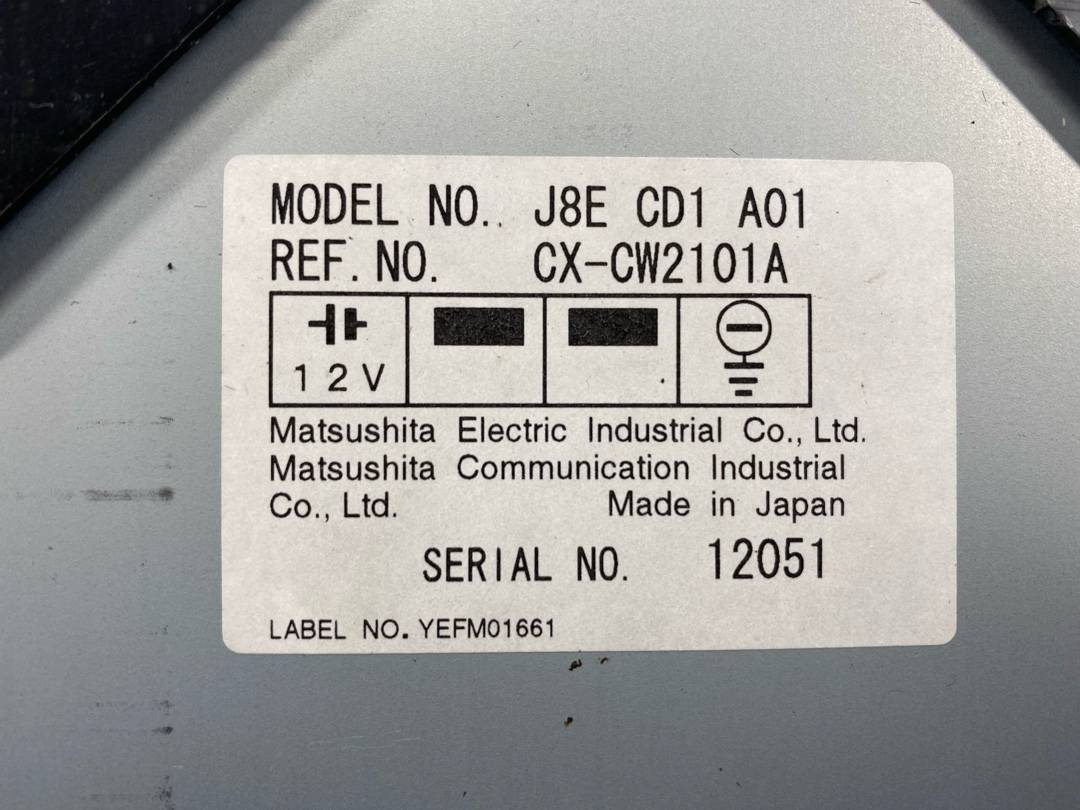 MODEL NO. J8E CD1 A01
REF. NO. CX-CW2101A
12V
Matsushita Electric Industrial Co., Ltd.
Matsushita Communication Industrial
Co., Ltd. Made in Japan
SERIAL NO. 12051
LABEL NO. YEFM01661